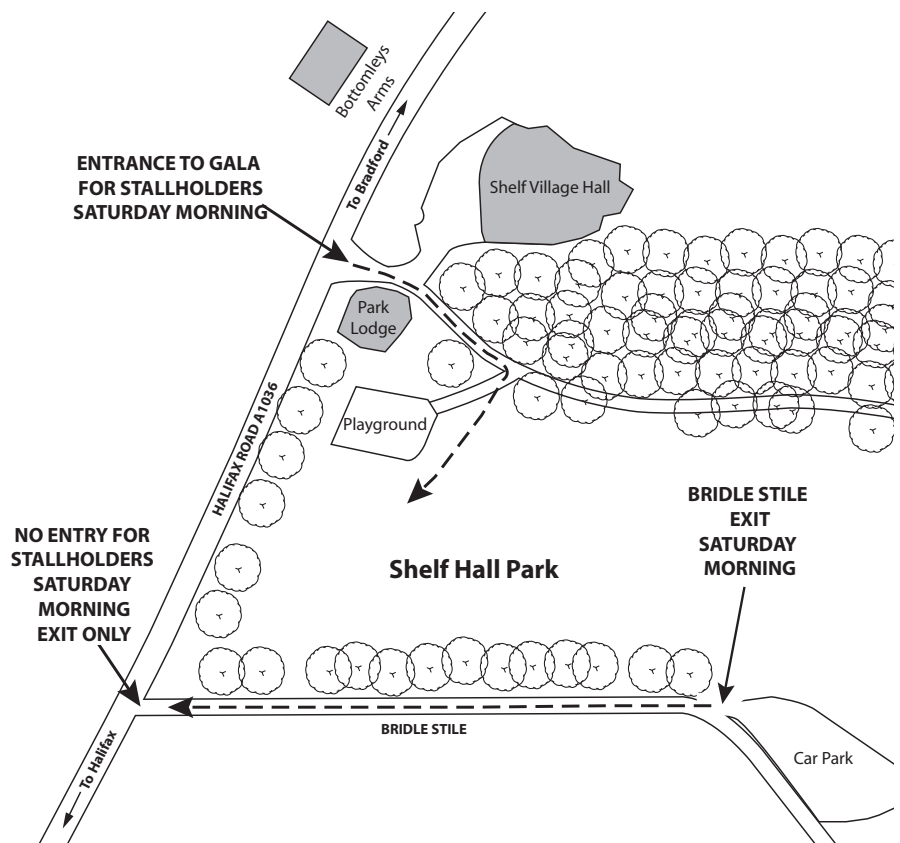 Bottomleys
Arms
To Bradford
ENTRANCE TO GALA
FOR STALLHOLDERS
SATURDAY MORNING
Shelf Village Hall
Park
Lodge
HALIFAX ROAD A1036
Playground
BRIDLE STILE
EXIT
SATURDAY
MORNING
NO ENTRY FOR
STALLHOLDERS
SATURDAY
MORNING
EXIT ONLY
Shelf Hall Park
BRIDLE STILE
To Halifax
Car Park